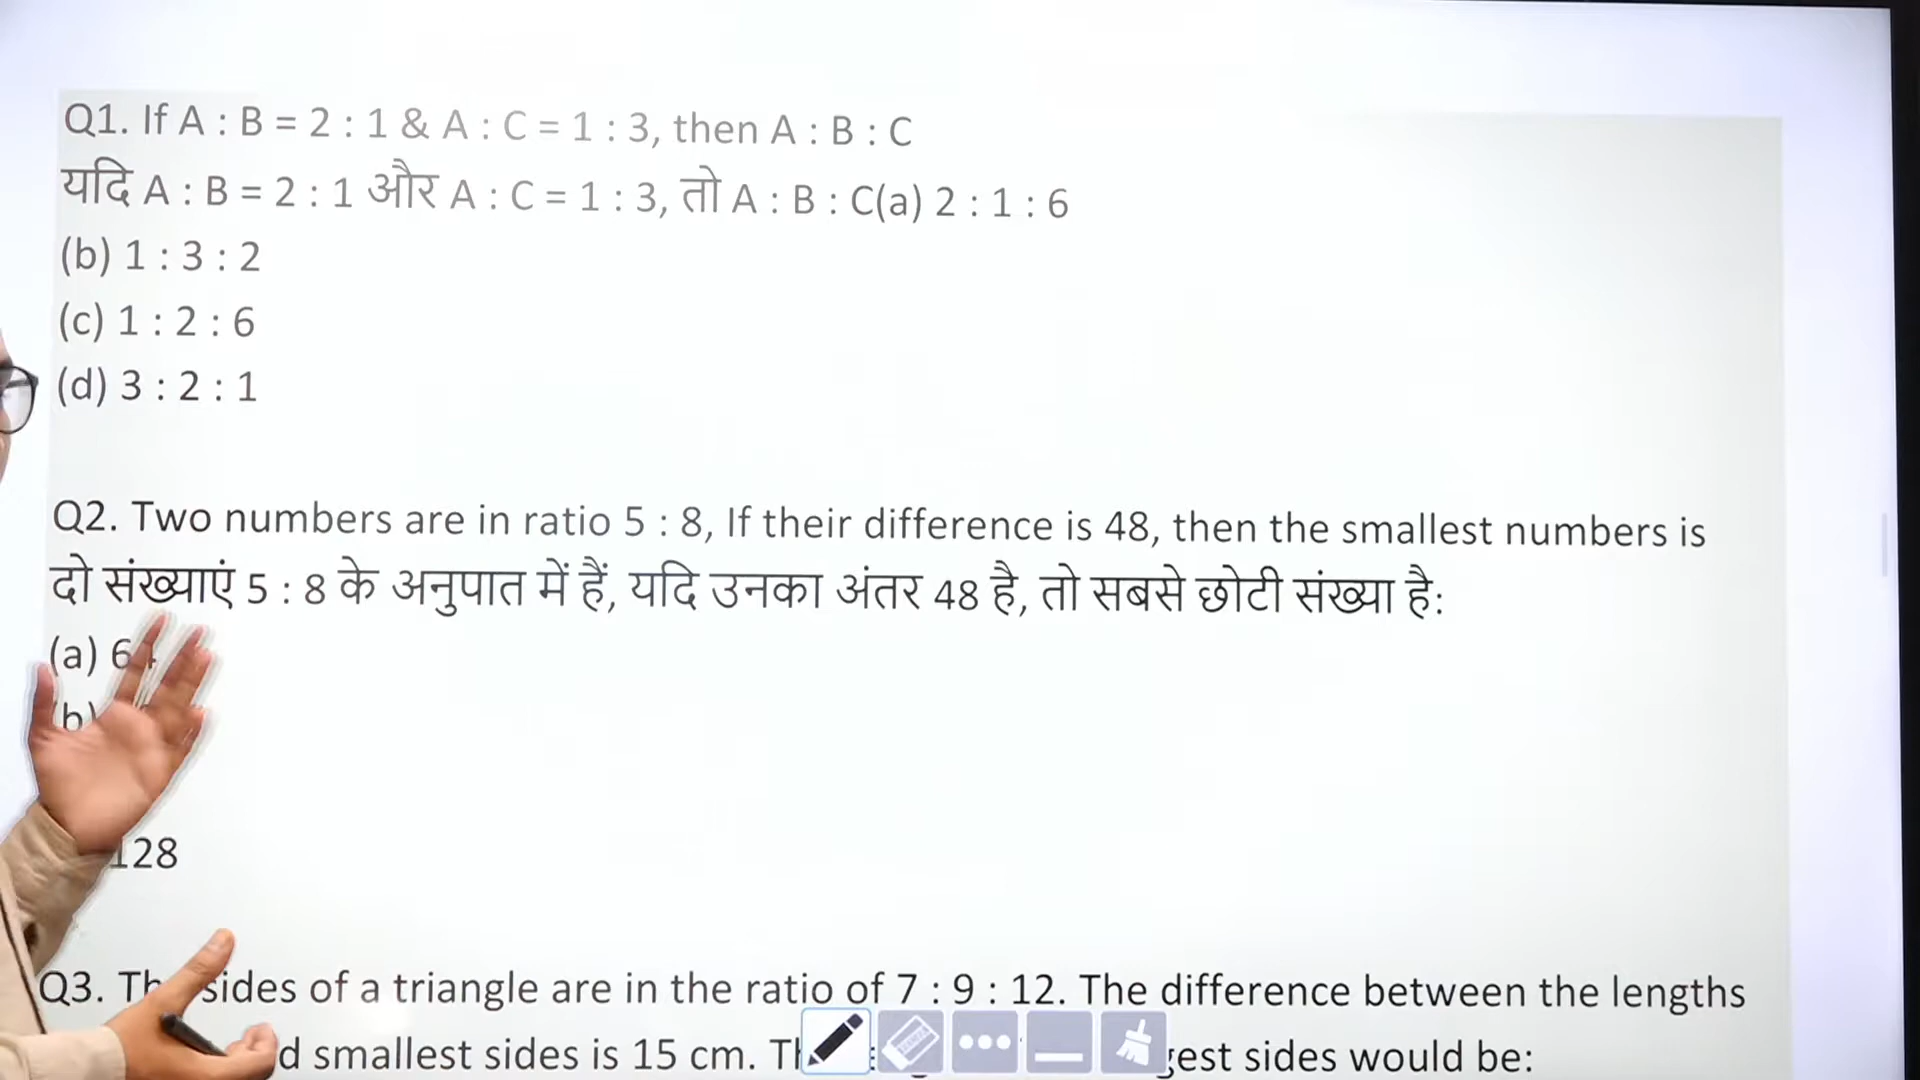 Q1. If A : B = 2 : 1 & A : C = 1 : 3, then A : B : C
यदि A : B = 2 : 1 और A : C = 1 : 3, तो A : B : C(a) 2 : 1 : 6
(b) 1 : 3 : 2
(c) 1 : 2 : 6
(d) 3 : 2 : 1
Q2. Two numbers are in ratio 5 : 8, If their difference is 48, then the smallest numbers is
दो संख्याएं 5 : 8 के अनुपात में हैं, यदि उनका अंतर 48 है, तो सबसे छोटी संख्या है:
(a)
(b)
128
Q3. sides of a triangle are in the ratio of 7 : 9 : 12. The difference between the lengths
smallest sides is 15 cm. sides would be: